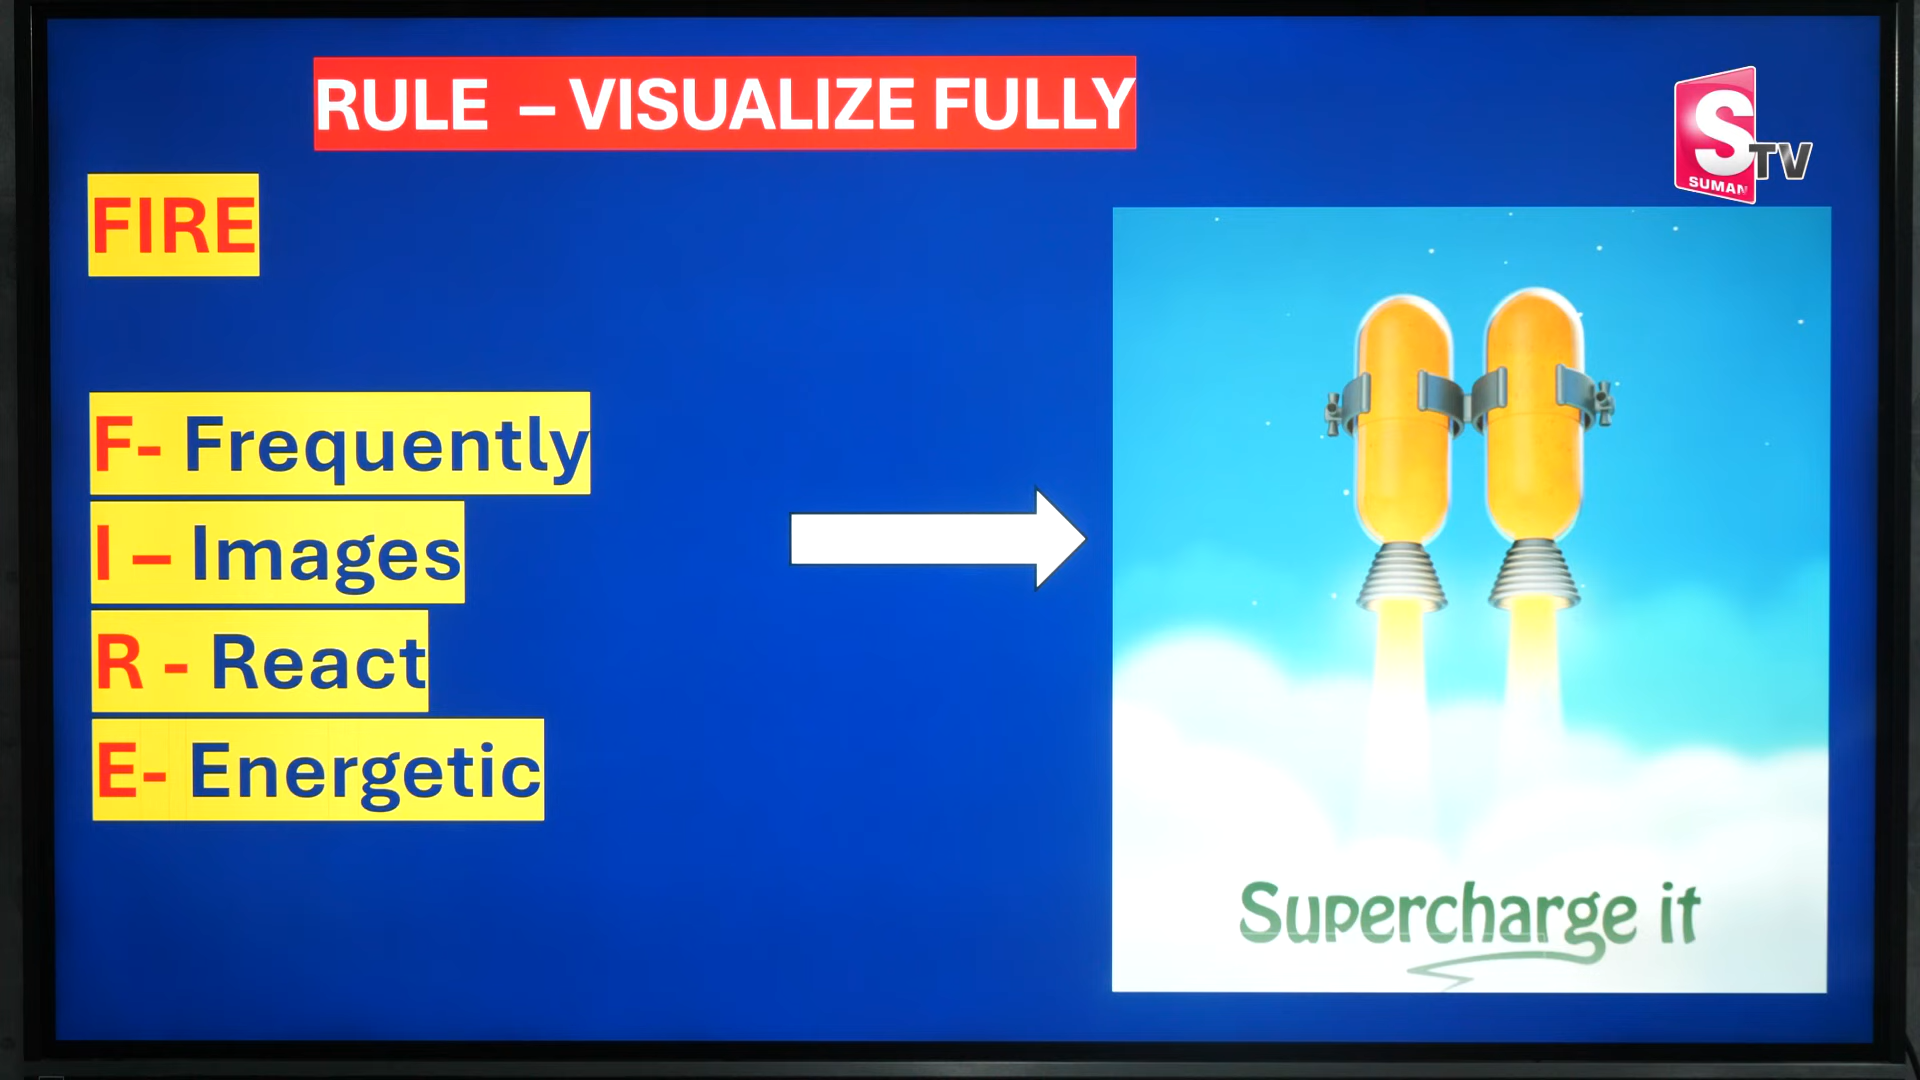 RULE – VISUALIZE FULLY
S
TV
SUMAN
FIRE
F- Frequently
I – Images
R - React
E- Energetic
Supercharge it